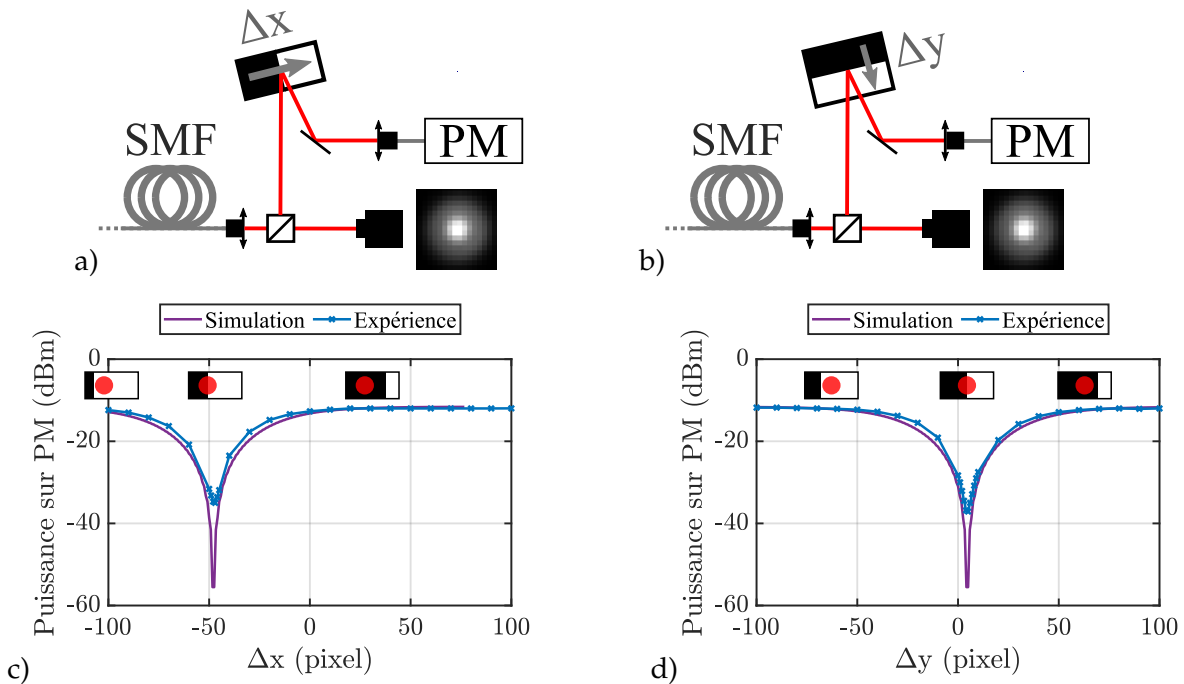 Δx
SMF
PM
a)
Δy
SMF
PM
b)
Simulation Expérience
Puissance sur PM (dBm)
0
-20
-40
-60
-100 -50 0 50 100
Δx (pixel)
c)
Simulation Expérience
Puissance sur PM (dBm)
0
-20
-40
-60
-100 -50 0 50 100
Δy (pixel)
d)